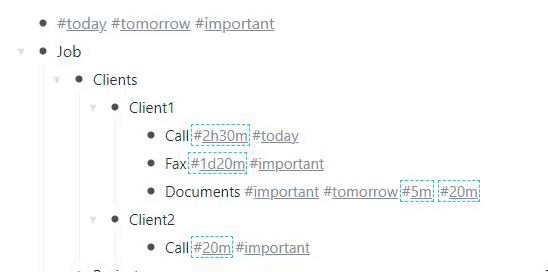 #today #tomorrow #important
Job
Clients
Client1
Call #2h30m #today
Fax #1d20m #important
Documents #important #tomorrow #5m #20m
Client2
Call #20m #important